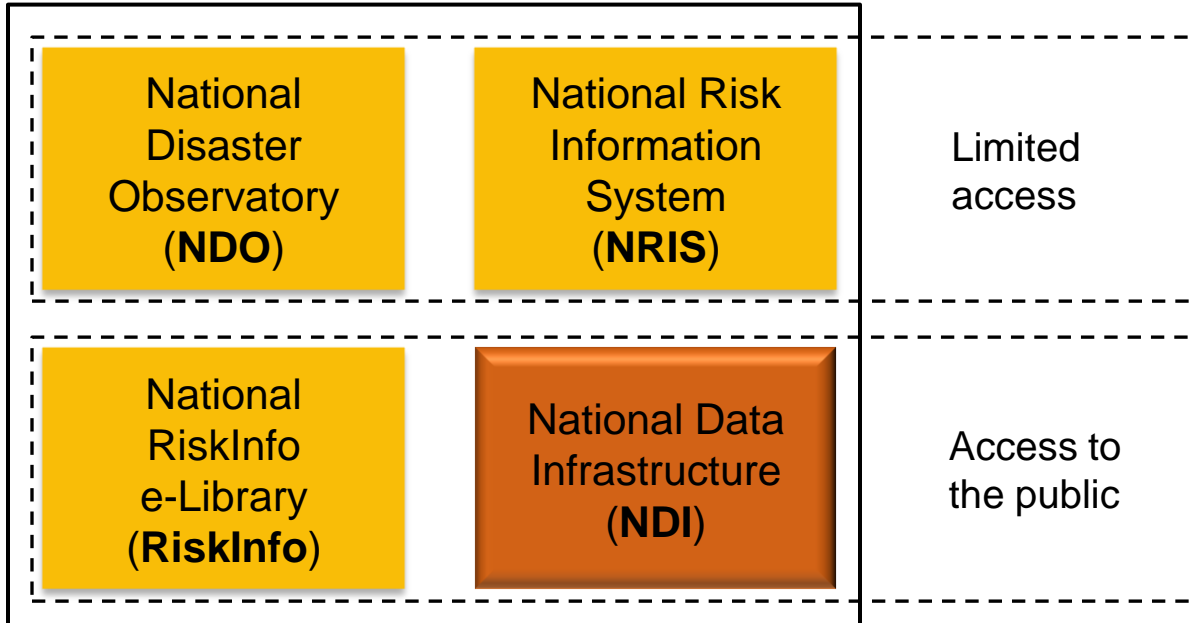 National
Disaster
Observatory
(NDO)
National Risk
Information
System
(NRIS)
Limited
access
National
RiskInfo
e-Library
(RiskInfo)
National Data
Infrastructure
(NDI)
Access to
the public